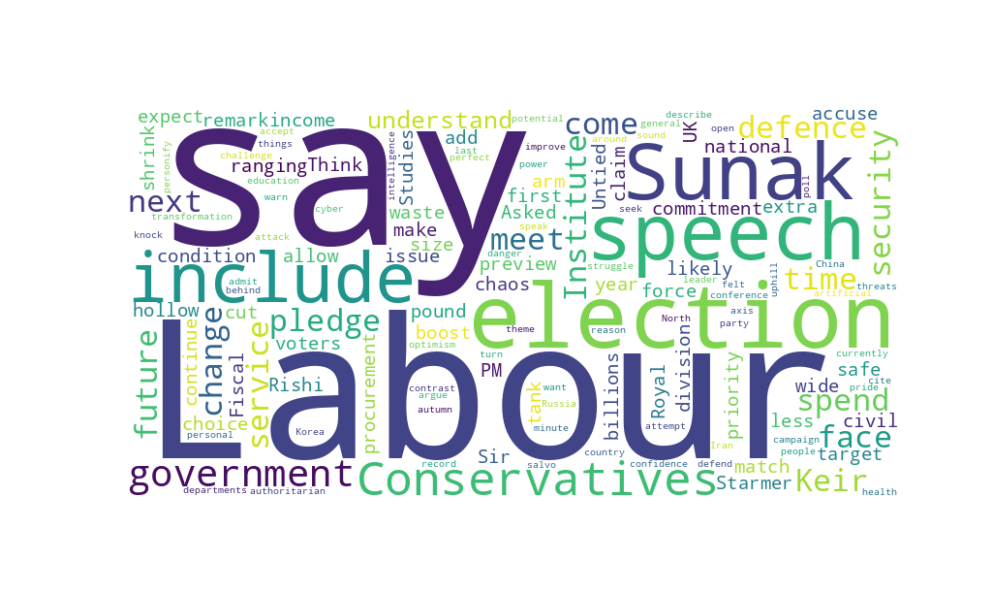 expect remarkincome understand potential come describe accuse
accept add general UK open defence
things Think Studies intelligence improve around sound national
shrink challenge ranging say power Institute Untied claim Sunak poll
personify education last perfect arm first seek commitment extra
next transformation warn waste Asked speech security
knock cyber make meet speak
attack size danger
condition allow issue preview struggle likely leader felt uphill China
include admit chaos year force conference time threats artificial
hollow behind cut pound election North axis
future change pledge boost theme reason party
continue service voters optimism turn PM currently
Fiscal Rishi procurement contrast want tank billions Royal division priority wide safe pride cite
choice argue Russia spend
personal Korea autumn minute attempt less civil
Labour Iran campaign face
Sir record salvo country confidence defend people target
government Conservatives match
departments authoritarian Starmer Keir health